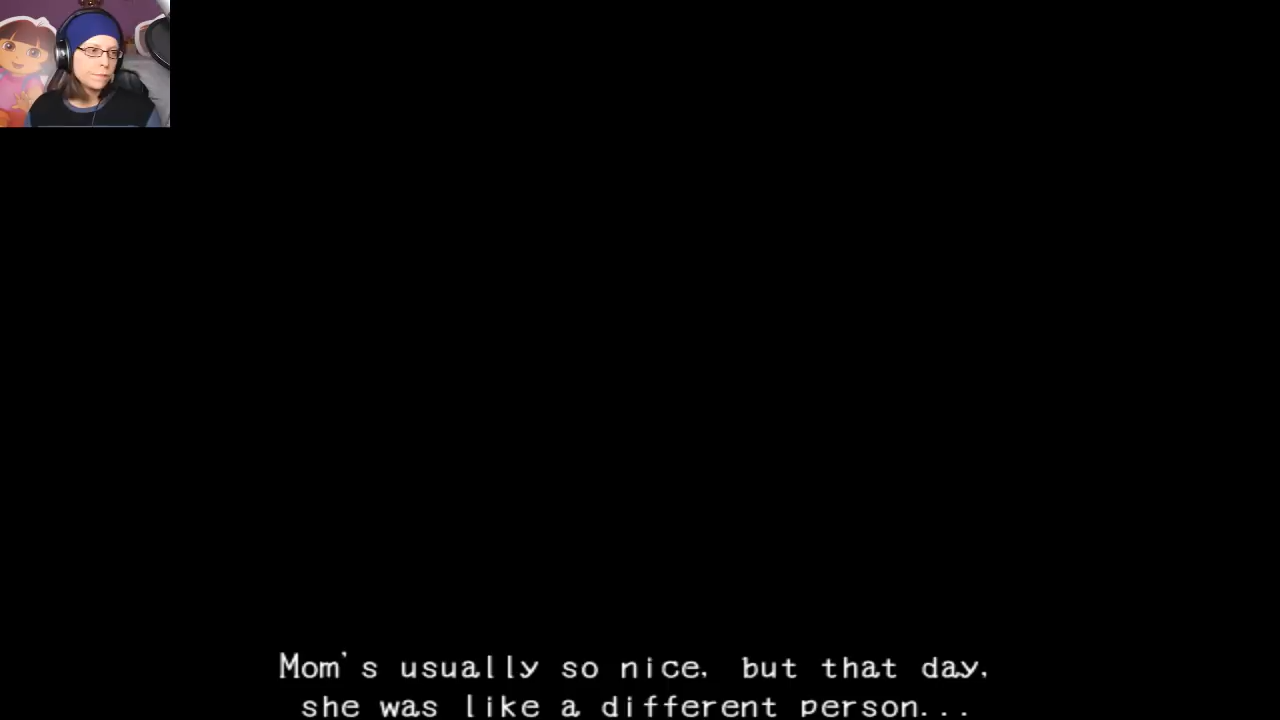 Mom's usually so nice, but that day,
she was like a different person...